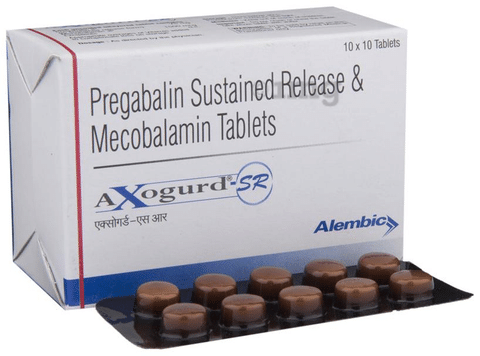 10 x 10 Tablets
Pregabalin Sustained Release &
Mecobalamin Tablets
AXogurd®-SR
एक्सोगर्ड-एस आर
Alembic